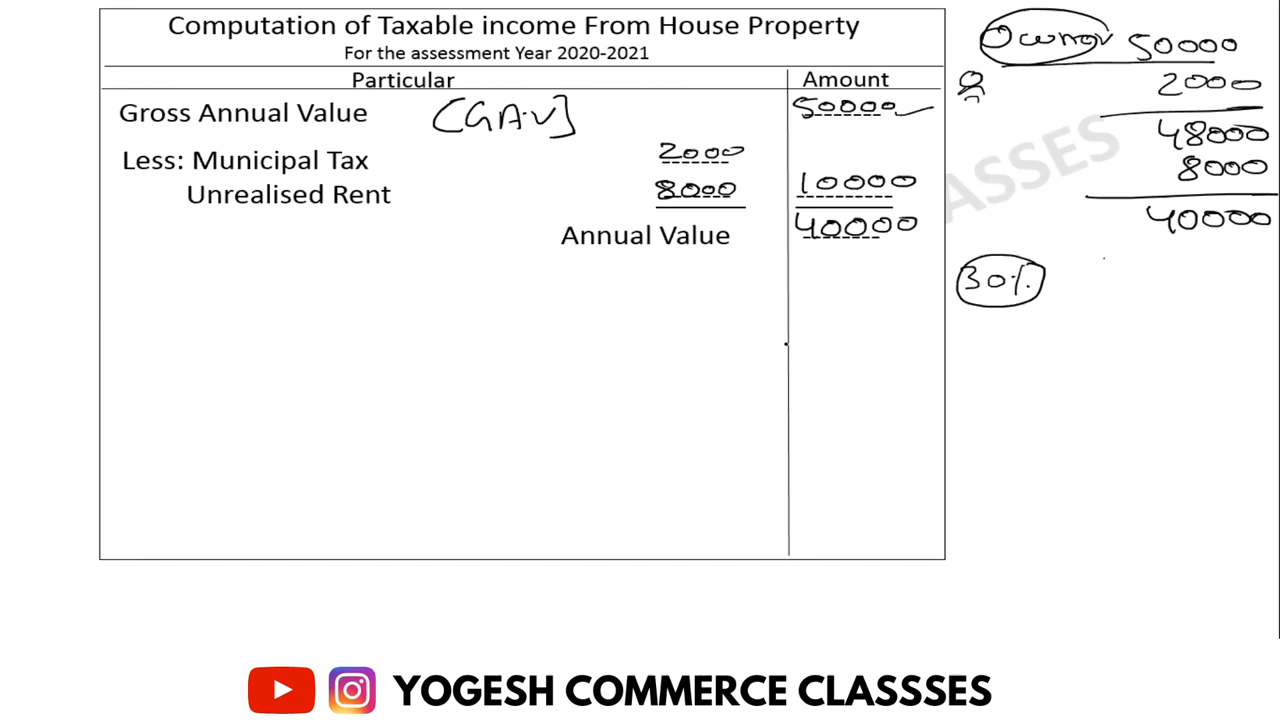 Computation of Taxable income From House Property
For the assessment Year 2020-2021
Particular Amount
Gross Annual Value [G.A.V] 50000
Less: Municipal Tax 2000
Unrealised Rent 8000 10000
Annual Value 40000
Owner 50000
2000
48000
8000
40000
30%
ASSES
YOGESH COMMERCE CLASSSES